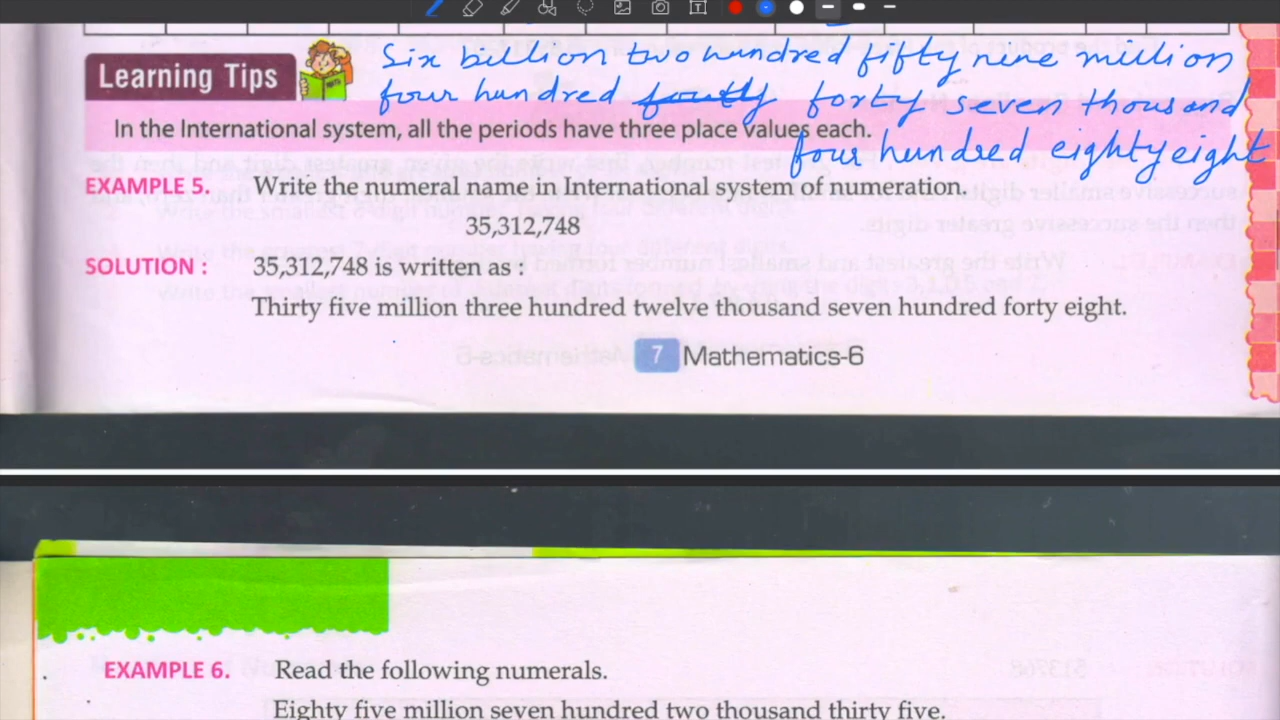 Six billion two hundred fifty nine million
four hundred forty seven thousand
four hundred eighty eight
Learning Tips
In the International system, all the periods have three place values each.
EXAMPLE 5. Write the numeral name in International system of numeration.
35,312,748
SOLUTION : 35,312,748 is written as :
Thirty five million three hundred twelve thousand seven hundred forty eight.
7 Mathematics-6
EXAMPLE 6. Read the following numerals.
Eighty five million seven hundred two thousand thirty five.